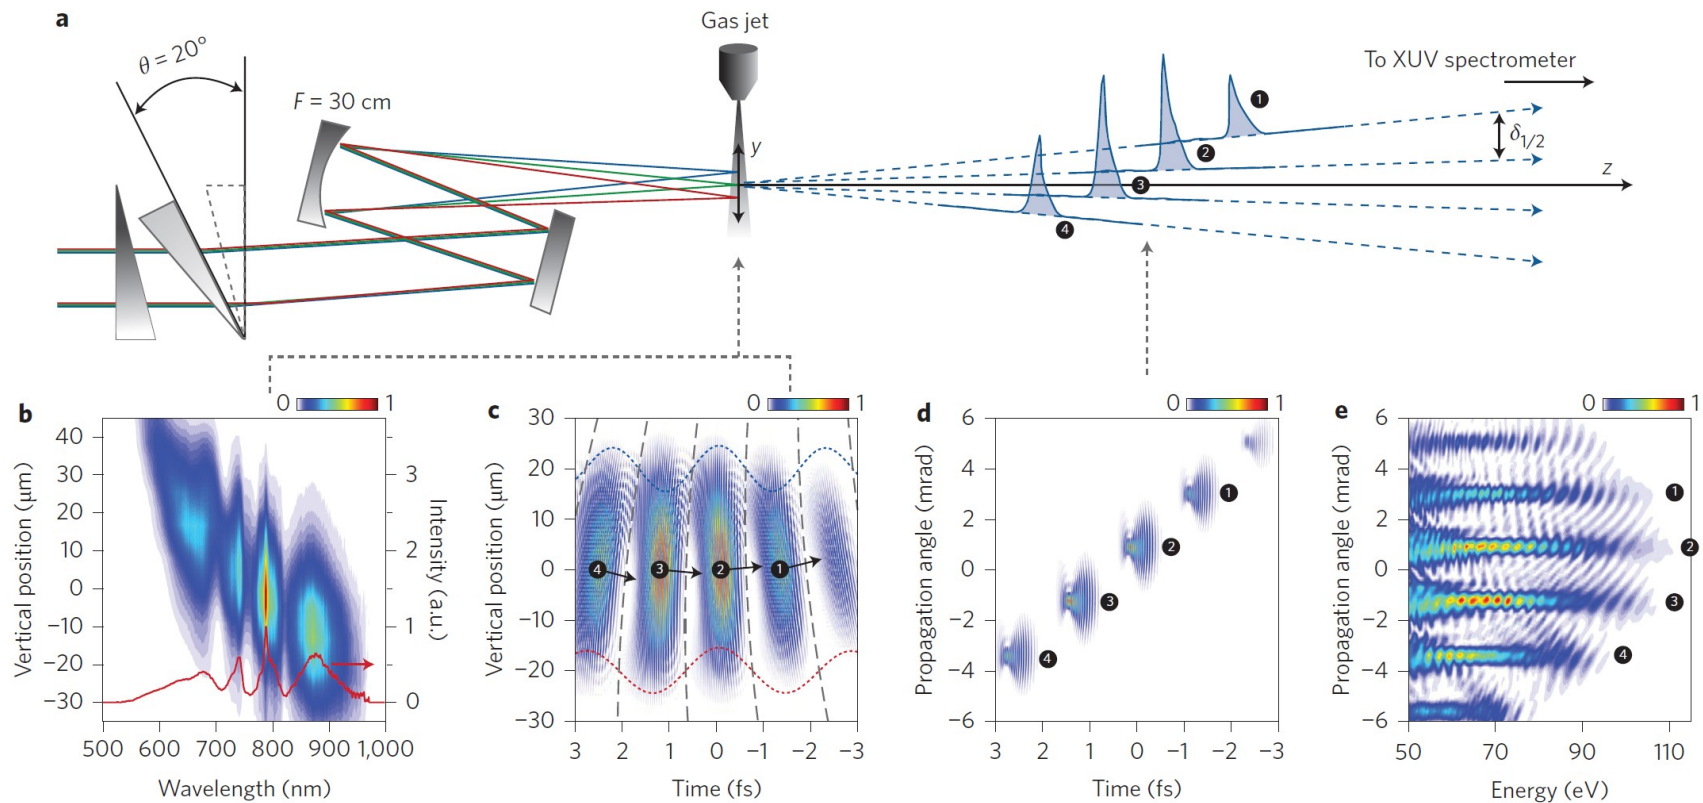 a
Gas jet
θ = 20°
F = 30 cm
y
To XUV spectrometer
δ1/2
z
1
2
3
4
b
0 1
Vertical position (μm)
40
30
20
10
0
−10
−20
−30
500 600 700 800 900 1,000
Wavelength (nm)
3
2
1
0
Intensity (a.u.)
c
0 1
Vertical position (μm)
30
20
10
0
−10
−20
−30
4 3 2 1
3 2 1 0 −1 −2 −3
Time (fs)
d
0 1
Propagation angle (mrad)
6
4
2
0
−2
−4
−6
1
2
3
4
3 2 1 0 −1 −2 −3
Time (fs)
e
0 1
Propagation angle (mrad)
6
4
2
0
−2
−4
−6
1
2
3
4
50 70 90 110
Energy (eV)